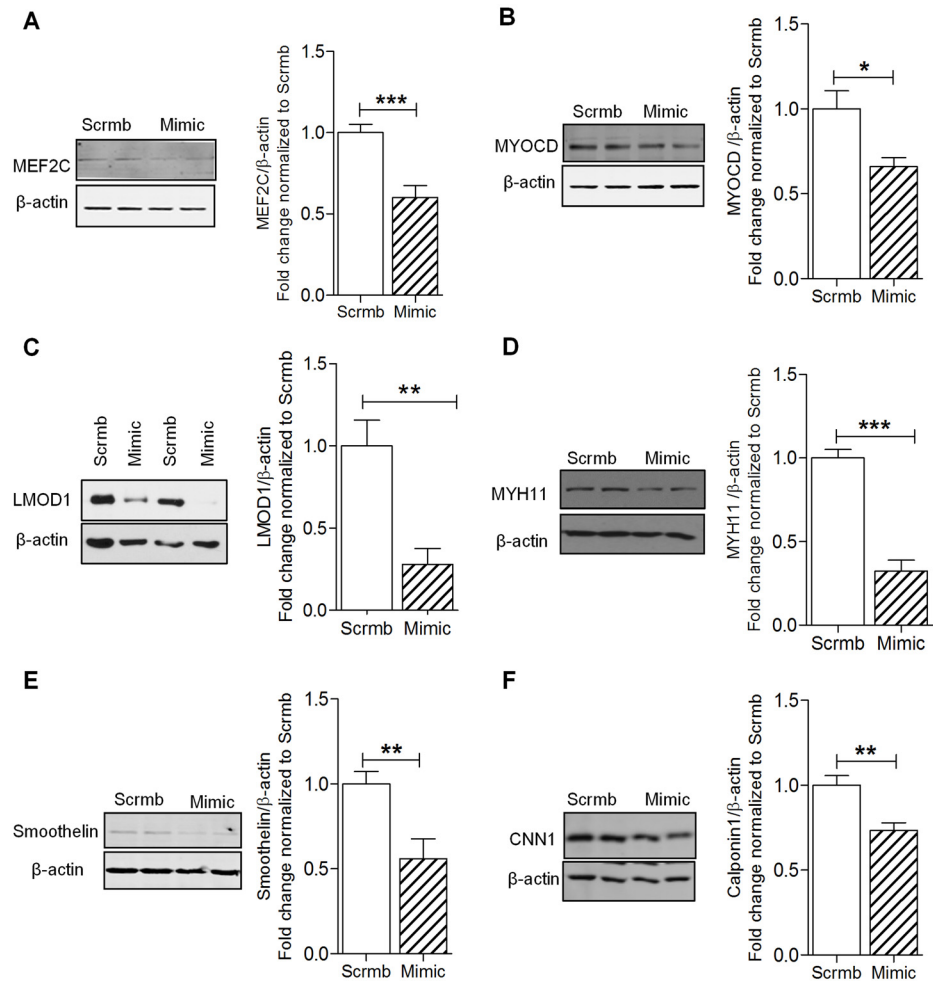 A
Scrmb Mimic
MEF2C
β-actin
MEF2C/β-actin
Fold change normalized to Scrmb
1.5
1.0
0.5
0.0
***
Scrmb Mimic
B
Scrmb Mimic
MYOCD
β-actin
MYOCD/β-actin
Fold change normalized to Scrmb
1.5
1.0
0.5
0.0
*
Scrmb Mimic
C
Scrmb Mimic Scrmb Mimic
LMOD1
β-actin
LMOD1/β-actin
Fold change normalized to Scrmb
1.5
1.0
0.5
0.0
**
Scrmb Mimic
D
Scrmb Mimic
MYH11
β-actin
MYH11/β-actin
Fold change normalized to Scrmb
1.5
1.0
0.5
0.0
***
Scrmb Mimic
E
Scrmb Mimic
Smoothelin
β-actin
Smoothelin/β-actin
Fold change normalized to Scrmb
1.5
1.0
0.5
0.0
**
Scrmb Mimic
F
Scrmb Mimic
CNN1
β-actin
Calponin1/β-actin
Fold change normalized to Scrmb
1.5
1.0
0.5
0.0
**
Scrmb Mimic